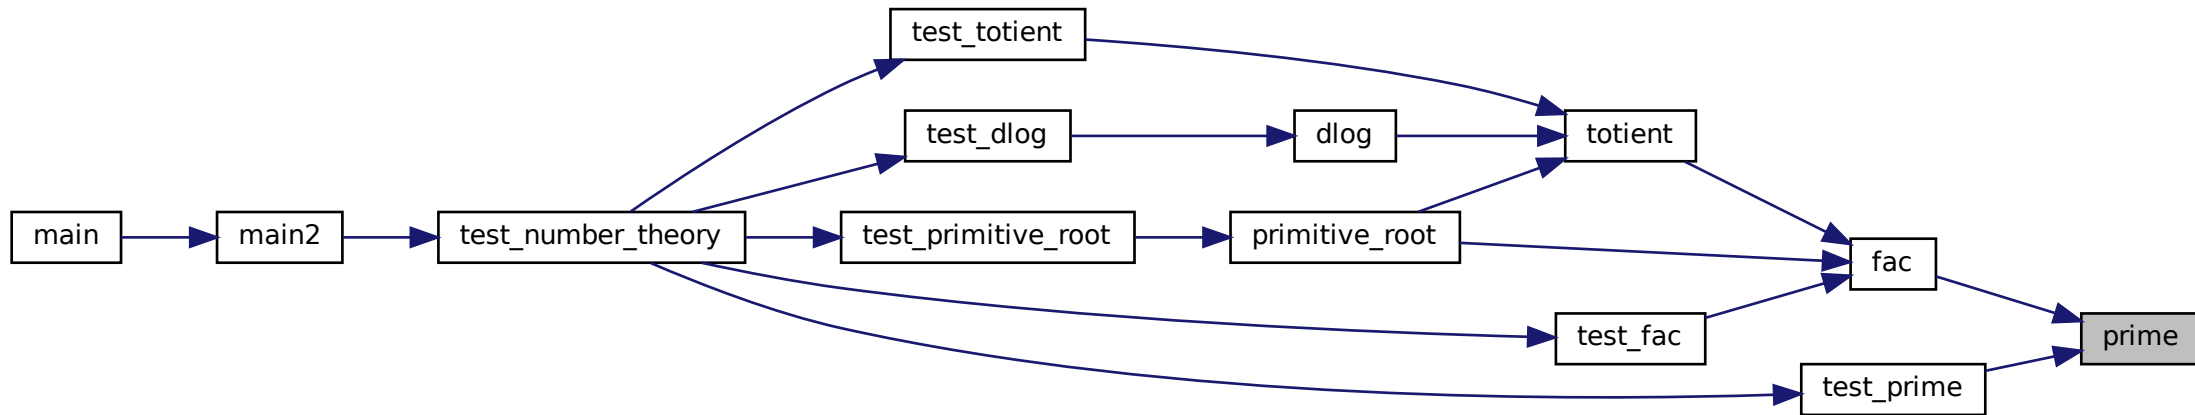 test_totient
test_dlog
dlog
totient
main
main2
test_number_theory
test_primitive_root
primitive_root
fac
test_fac
prime
test_prime